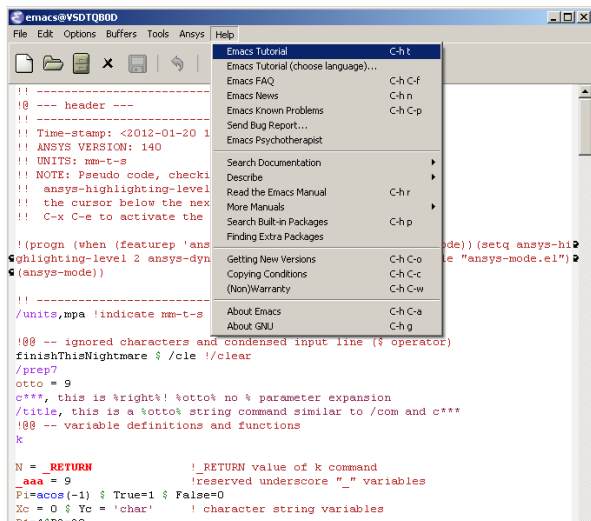 emacs@VSDTQB0D
File Edit Options Buffers Tools Ansys Help
Emacs Tutorial C-h t
Emacs Tutorial (choose language)...
Emacs FAQ C-h C-f
Emacs News C-h n
Emacs Known Problems C-h C-p
Send Bug Report...
Emacs Psychotherapist
Search Documentation
Describe
Read the Emacs Manual C-h r
More Manuals
Search Built-in Packages C-h p
Finding Extra Packages
Getting New Versions C-h C-o
Copying Conditions C-h C-c
(Non)Warranty C-h C-w
About Emacs C-h C-a
About GNU C-h g
!! -------------------------
!@ --- header ---
!! -------------------------
!! Time-stamp: <2012-01-20 1
!! ANSYS VERSION: 140
!! UNITS: mm-t-s
!! NOTE: Pseudo code, checki
!!  ansys-highlighting-level
!!  the cursor below the nex
!!  C-x C-e to activate the
!(progn (when (featurep 'ans ode))(setq ansys-hi
ghlighting-level 2 ansys-dyn e "ansys-mode.el")
(ansys-mode))
!! -------------------------
/units,mpa !indicate mm-t-s
!@@ -- ignored characters and condensed input line ($ operator)
finishThisNightmare $ /cle !/clear
/prep7
otto = 9
c***, this is %right%! %otto% no % parameter expansion
/title, this is a %otto% string command similar to /com and c***
!@@ -- variable definitions and functions
k
N = _RETURN ! _RETURN value of k command
_aaa = 9 !reserved underscore "_" variables
Pi=acos(-1) $ True=1 $ False=0
Xc = 0 $ Yc = 'char' ! character string variables